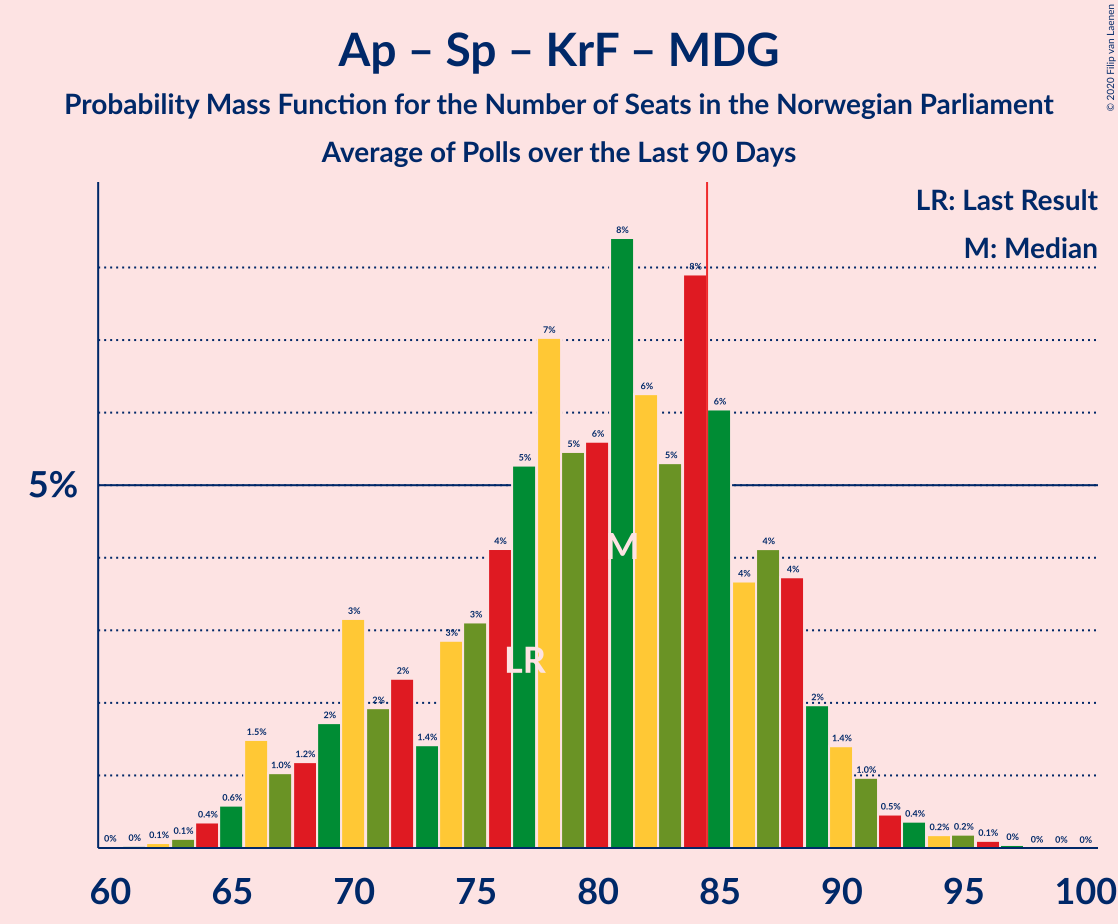 Ap – Sp – KrF – MDG
Probability Mass Function for the Number of Seats in the Norwegian Parliament
Average of Polls over the Last 90 Days
© 2020 Filip van Laenen
LR: Last Result
M: Median
5%
0% 0% 0.1% 0.1% 0.4% 0.6% 1.5% 1.0% 1.2% 2% 3% 2% 2% 1.4% 3% 3% 4% 5% 7% 5% 6% 8% 6% 5% 8% 6% 4% 4% 4% 2% 1.4% 1.0% 0.5% 0.4% 0.2% 0.2% 0.1% 0% 0% 0% 0%
M
LR
60 65 70 75 80 85 90 95 100